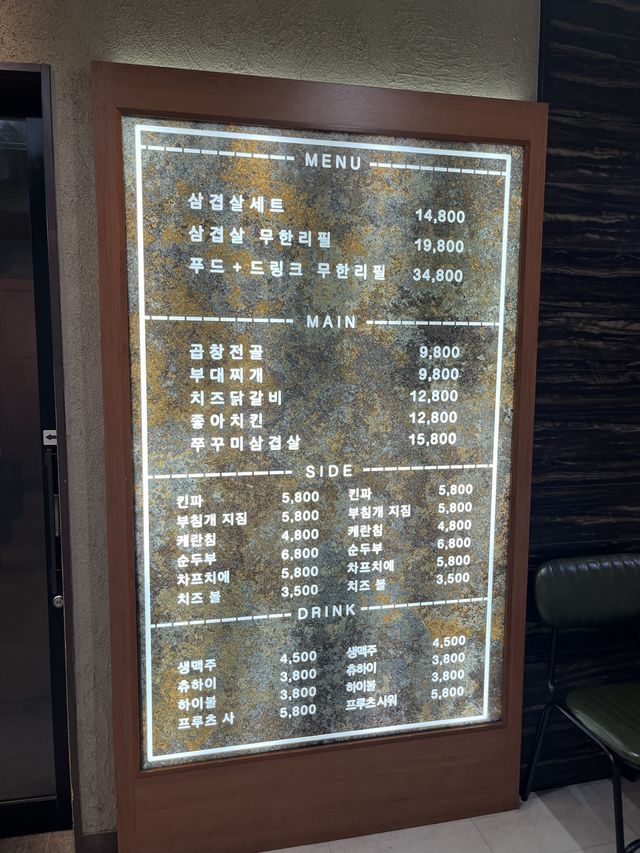 MENU
삼겹살세트 14,800
삼겹살 무한리필 19,800
푸드+드링크 무한리필 34,800
MAIN
곱창전골 9,800
부대찌개 9,800
치즈닭갈비 12,800
좋아치킨 12,800
쭈꾸미삼겹살 15,800
SIDE
킨파 5,800 킨파 5,800
부침개 지짐 5,800 부침개 지짐 5,800
케란침 4,800 케란침 4,800
순두부 6,800 순두부 6,800
차프치에 5,800 차프치에 5,800
치즈 볼 3,500 치즈 볼 3,500
DRINK
생맥주 4,500 생맥주 4,500
츄하이 3,800 츄하이 3,800
하이볼 3,800 하이볼 3,800
프루츠 사 5,800 프루츠 사워 5,800